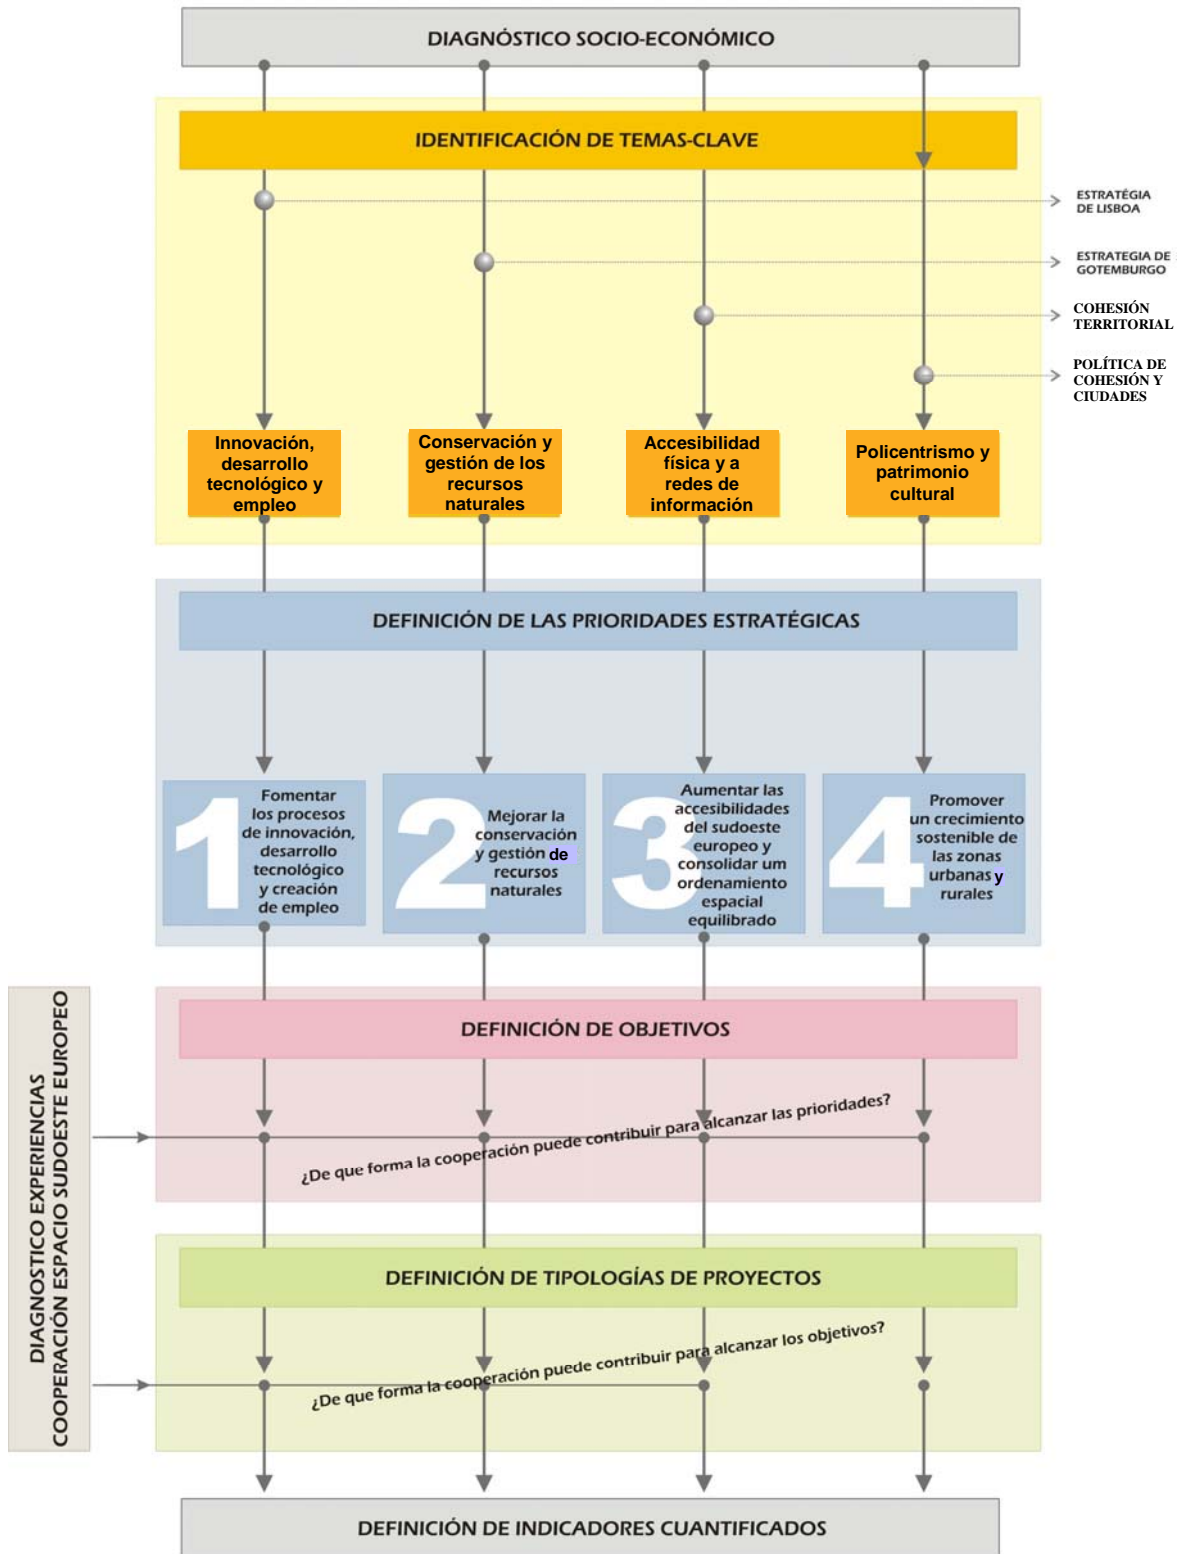 DIAGNÓSTICO SOCIO-ECONÓMICO
IDENTIFICACIÓN DE TEMAS-CLAVE
ESTRATÉGIA
DE LISBOA
ESTRATEGIA DE
GOTEMBURGO
COHESIÓN
TERRITORIAL
POLÍTICA DE
COHESIÓN Y
CIUDADES
Innovación,
desarrollo
tecnológico y
empleo
Conservación y
gestión de los
recursos
naturales
Accesibilidad
física y a
redes de
información
Policentrismo y
patrimonio
cultural
DEFINICIÓN DE LAS PRIORIDADES ESTRATÉGICAS
1
Fomentar
los procesos
de innovación,
desarrollo
tecnológico
y creación
de empleo
2
Mejorar la
conservación
y gestión de
recursos
naturales
3
Aumentar las
accesibilidades
del sudoeste
europeo y
consolidar um
ordenamiento
espacial
equilibrado
4
Promover
un crecimiento
sostenible de
las zonas
urbanas y
rurales
DIAGNOSTICO EXPERIENCIAS
COOPERACIÓN ESPACIO SUDOESTE EUROPEO
DEFINICIÓN DE OBJETIVOS
¿De que forma la cooperación puede contribuir para alcanzar las prioridades?
DEFINICIÓN DE TIPOLOGÍAS DE PROYECTOS
¿De que forma la cooperación puede contribuir para alcanzar los objetivos?
DEFINICIÓN DE INDICADORES CUANTIFICADOS